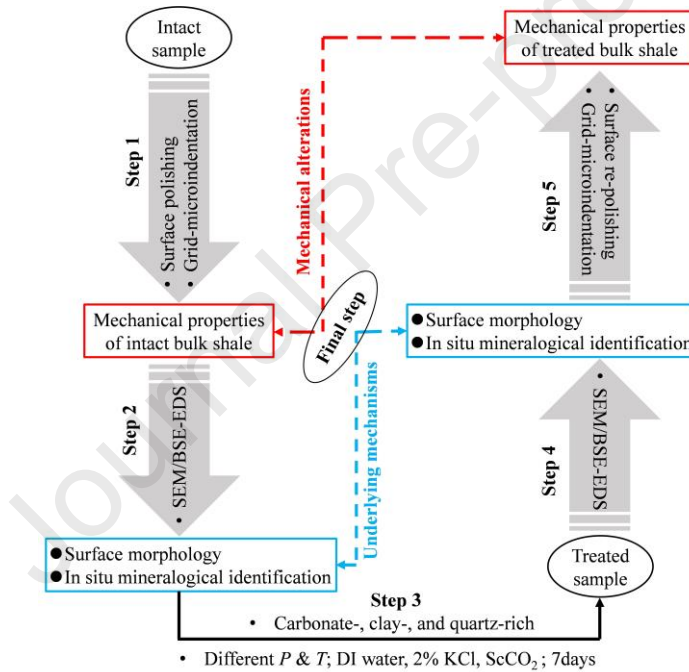 Intact
sample
Step 1
• Surface polishing
• Grid-microindentation
Mechanical properties
of intact bulk shale
Step 2
• SEM/BSE-EDS
●Surface morphology
●In situ mineralogical identification
Step 3
• Carbonate-, clay-, and quartz-rich
• Different P & T; DI water, 2% KCl, ScCO₂; 7days
Treated
sample
Step 4
• SEM/BSE-EDS
●Surface morphology
●In situ mineralogical identification
Step 5
• Surface re-polishing
• Grid-microindentation
Mechanical properties
of treated bulk shale
Final step
Mechanical alterations
Underlying mechanisms
Journal Pre-pr